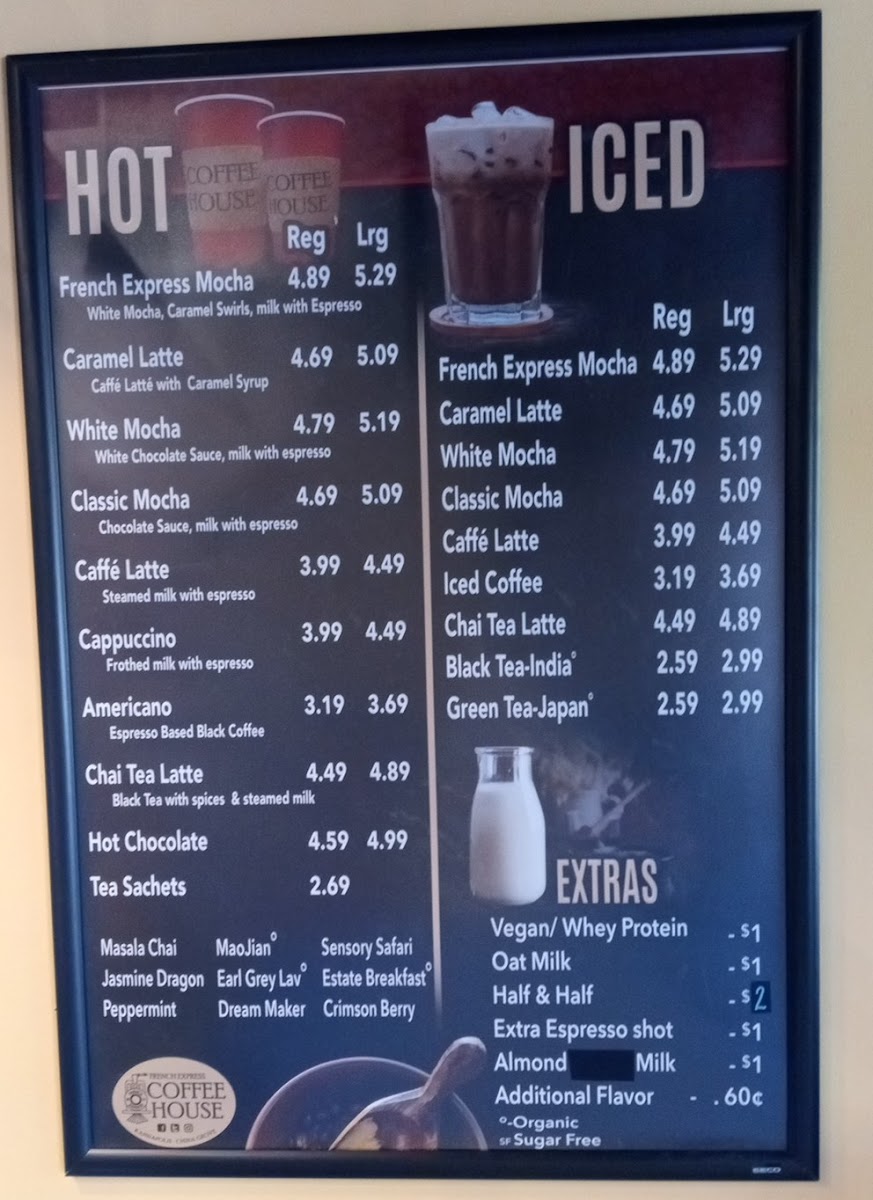 HOT
COFFEE HOUSE
COFFEE HOUSE
Reg Lrg
French Express Mocha 4.89 5.29
White Mocha, Caramel Swirls, milk with Espresso
Caramel Latte 4.69 5.09
Caffé Latté with Caramel Syrup
White Mocha 4.79 5.19
White Chocolate Sauce, milk with espresso
Classic Mocha 4.69 5.09
Chocolate Sauce, milk with espresso
Caffé Latte 3.99 4.49
Steamed milk with espresso
Cappuccino 3.99 4.49
Frothed milk with espresso
Americano 3.19 3.69
Espresso Based Black Coffee
Chai Tea Latte 4.49 4.89
Black Tea with spices & steamed milk
Hot Chocolate 4.59 4.99
Tea Sachets 2.69
Masala Chai MaoJian° Sensory Safari
Jasmine Dragon Earl Grey Lav° Estate Breakfast°
Peppermint Dream Maker Crimson Berry
FRENCH EXPRESS
COFFEE
HOUSE
ICED
Reg Lrg
French Express Mocha 4.89 5.29
Caramel Latte 4.69 5.09
White Mocha 4.79 5.19
Classic Mocha 4.69 5.09
Caffé Latte 3.99 4.49
Iced Coffee 3.19 3.69
Chai Tea Latte 4.49 4.89
Black Tea-India° 2.59 2.99
Green Tea-Japan° 2.59 2.99
EXTRAS
Vegan/ Whey Protein - $1
Oat Milk - $1
Half & Half - $2
Extra Espresso shot - $1
Almond Milk - $1
Additional Flavor - .60¢
°-Organic
SF Sugar Free
SEECO